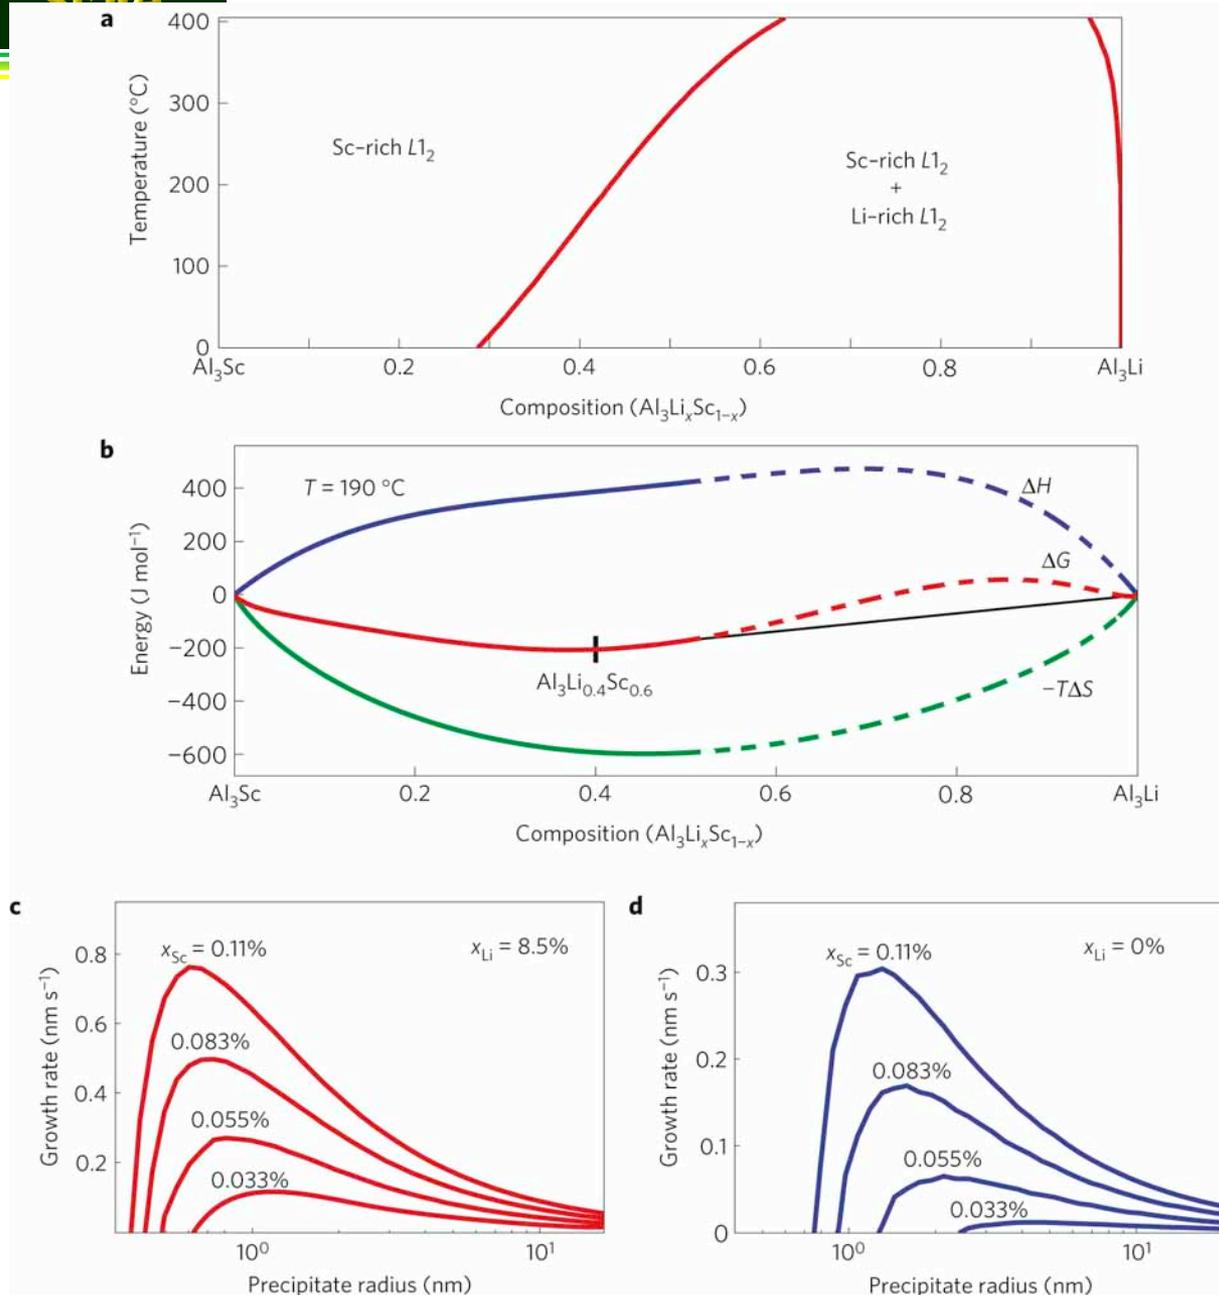 a
400
300
200
100
0
Temperature (°C)
Sc-rich L1₂
Sc-rich L1₂
+
Li-rich L1₂
Al₃Sc
0.2
0.4
0.6
0.8
Al₃Li
Composition (Al₃LiₓSc₁₋ₓ)
b
T = 190 °C
400
200
0
−200
−400
−600
Energy (J mol⁻¹)
ΔH
ΔG
−TΔS
Al₃Li₀.₄Sc₀.₆
Al₃Sc
0.2
0.4
0.6
0.8
Al₃Li
Composition (Al₃LiₓSc₁₋ₓ)
c
xSc = 0.11%
xLi = 8.5%
0.083%
0.055%
0.033%
0.8
0.6
0.4
0.2
Growth rate (nm s⁻¹)
10⁰
10¹
Precipitate radius (nm)
d
xSc = 0.11%
xLi = 0%
0.083%
0.055%
0.033%
0.3
0.2
0.1
0
Growth rate (nm s⁻¹)
10⁰
10¹
Precipitate radius (nm)